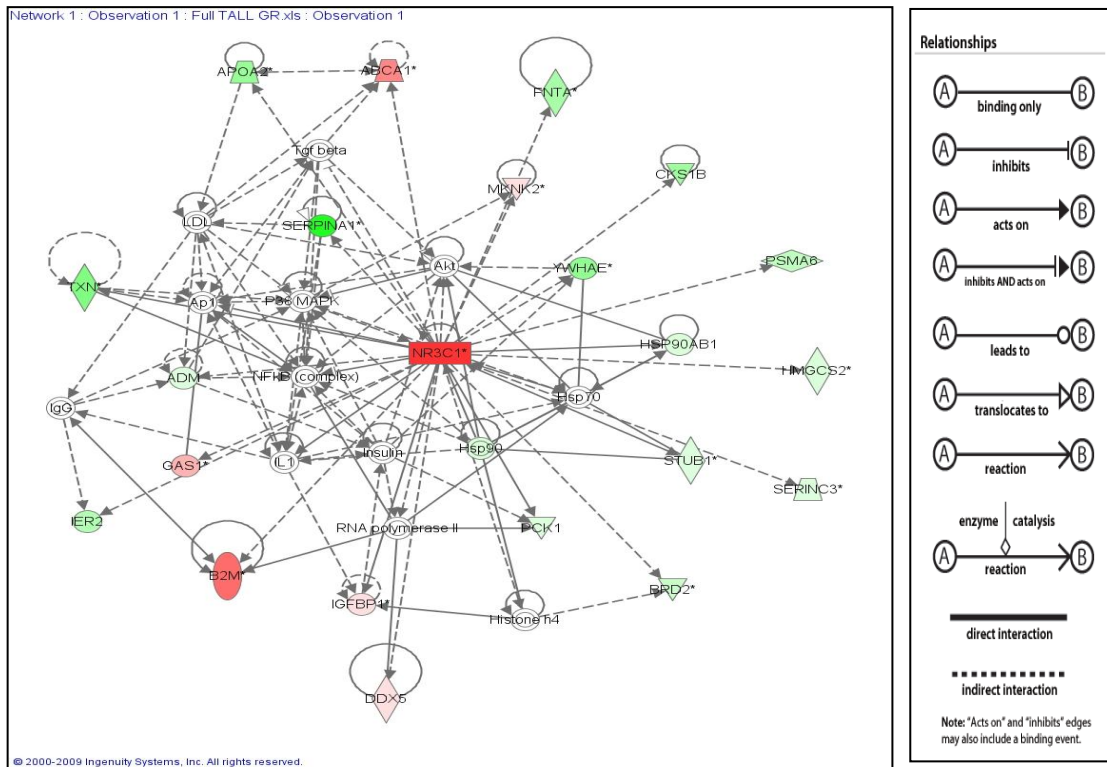 Network 1 : Observation 1 : Full TALL GR.xls : Observation 1
APOA2*
ABCA1*
FNTA*
Tgf beta
MKNK2*
CKS1B
LDL
SERPINA1*
Akt
YWHAE*
PSMA6
TXN*
Ap1
P38 MAPK
NR3C1*
HSP90AB1
HMGCS2*
ADM
NFkB (complex)
Hsp70
IgG
GAS1*
IL1
Insulin
Hsp90
STUB1*
SERINC3*
IER2
RNA polymerase II
PCK1
B2M*
IGFBP1*
Histone h4
BRD2*
DDX5
© 2000-2009 Ingenuity Systems, Inc. All rights reserved.
Relationships
A B
binding only
A B
inhibits
A B
acts on
A B
inhibits AND acts on
A B
leads to
A B
translocates to
A B
reaction
enzyme catalysis
A B
reaction
direct interaction
indirect interaction
Note: "Acts on" and "inhibits" edges
may also include a binding event.